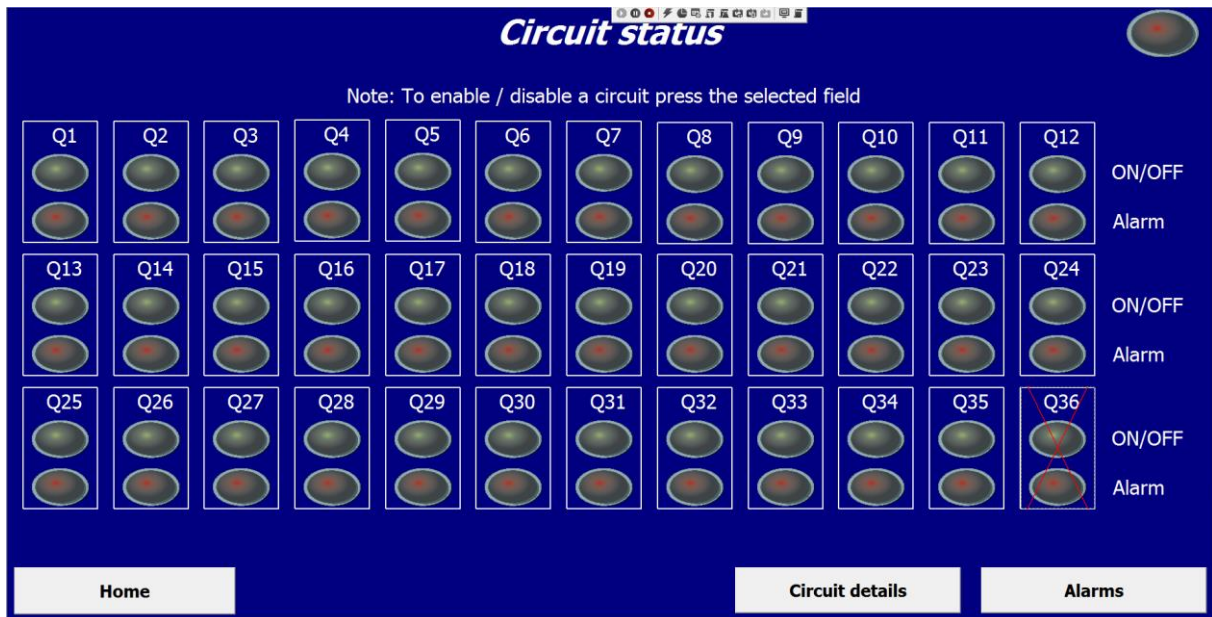 Circuit status
Note: To enable / disable a circuit press the selected field
Q1 Q2 Q3 Q4 Q5 Q6 Q7 Q8 Q9 Q10 Q11 Q12
ON/OFF
Alarm
Q13 Q14 Q15 Q16 Q17 Q18 Q19 Q20 Q21 Q22 Q23 Q24
ON/OFF
Alarm
Q25 Q26 Q27 Q28 Q29 Q30 Q31 Q32 Q33 Q34 Q35 Q36
ON/OFF
Alarm
Home Circuit details Alarms